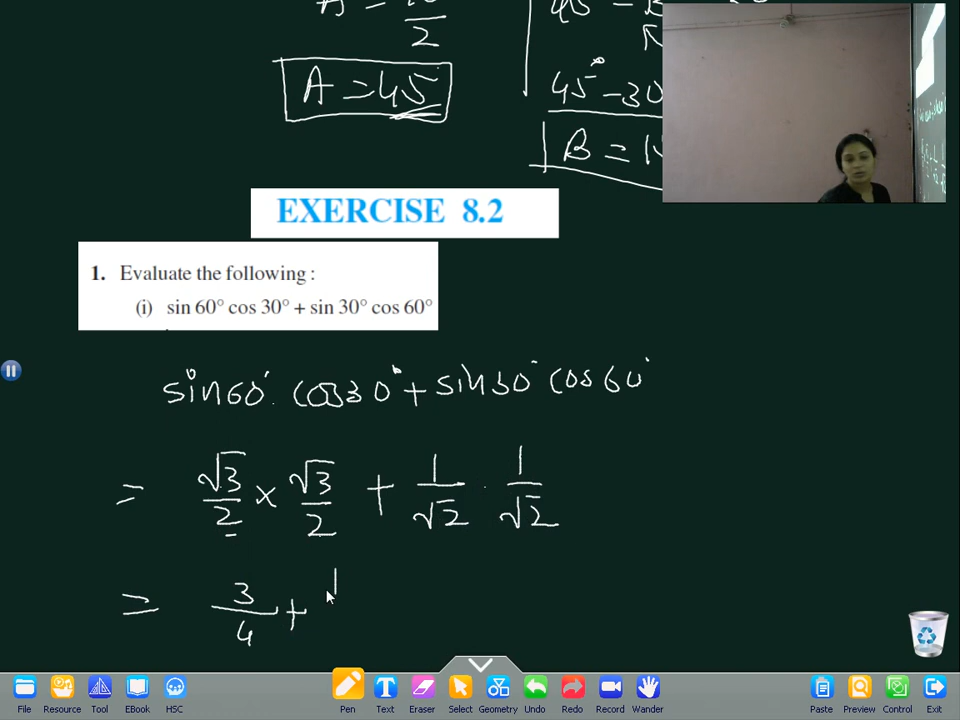 2
A = 45°
45° - 30
B = 1
EXERCISE 8.2
1. Evaluate the following :
(i) sin 60° cos 30° + sin 30° cos 60°
sin60°. cos30° + sin30° cos60°
= √3/2 × √3/2 + 1/√2 . 1/√2
= 3/4 + 1
File Resource Tool EBook HSC Pen Text Eraser Select Geometry Undo Redo Record Wander Paste Preview Control Exit